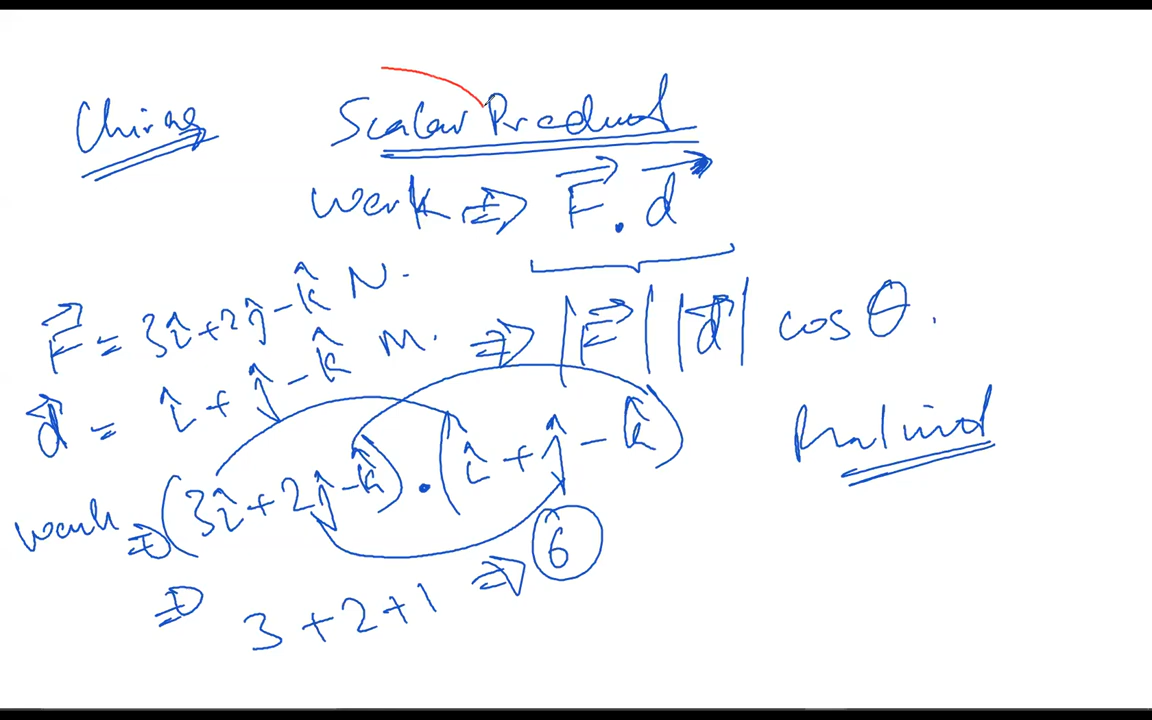 Chirag Scalar Product
Work ⇒ F⃗ . d⃗
F⃗ = 3î+2ĵ-k̂ N.
⇒ |F⃗| |d⃗| cos θ.
d⃗ = î + ĵ - k̂ M.
Work ⇒ (3î+2ĵ-k̂) . (î + ĵ - k̂)
⇒ 3 + 2 + 1 ⇒ 6